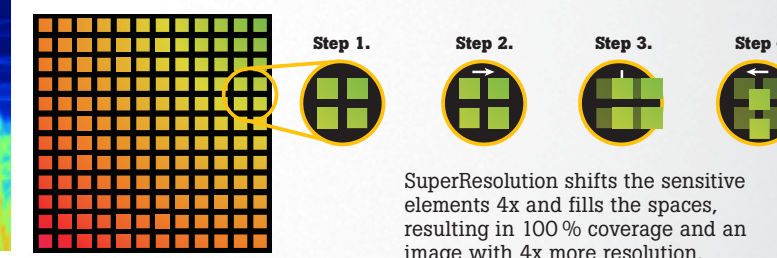 Step 1.
Step 2.
Step 3.
Step
SuperResolution shifts the sensitive
elements 4x and fills the spaces,
resulting in 100 % coverage and an
image with 4x more resolution.